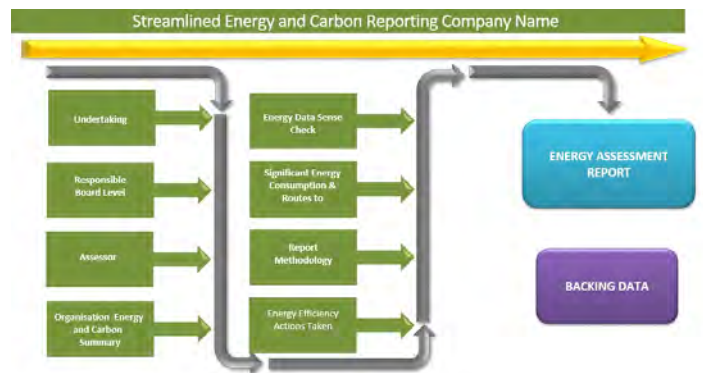 Streamlined Energy and Carbon Reporting Company Name
Undertaking
Responsible
Board Level
Assessor
Organisation Energy
and Carbon
Summary
Energy Data Sense
Check
Significant Energy
Consumption &
Routes to
Report
Methodology
Energy Efficiency
Actions Taken
ENERGY ASSESSMENT
REPORT
BACKING DATA